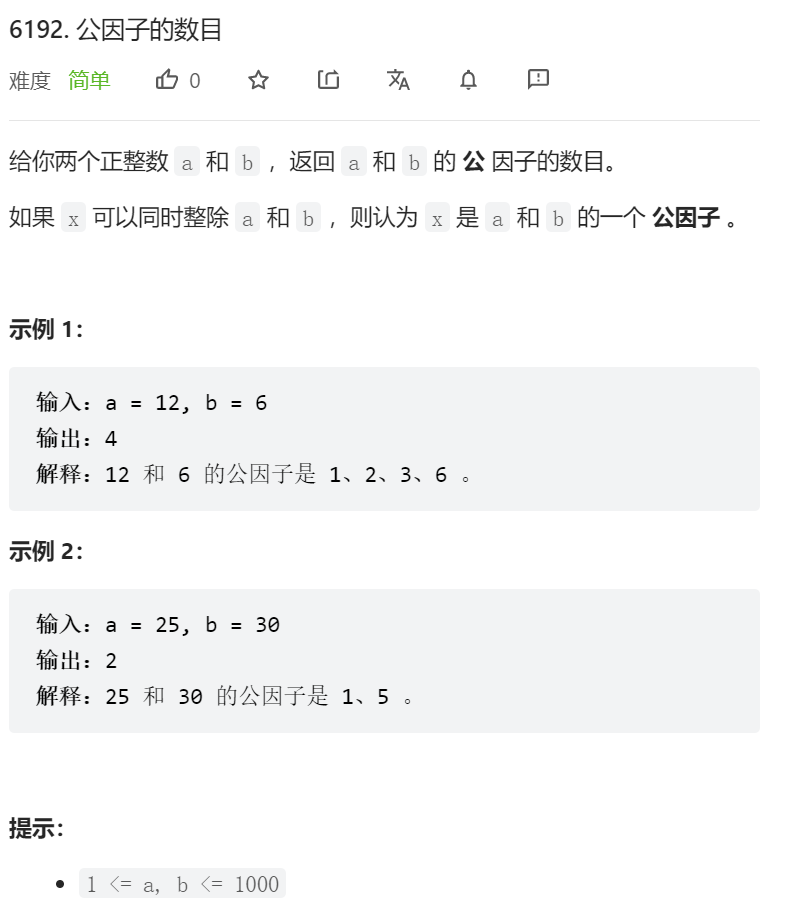 6192. 公因子的数目
难度 简单 0
给你两个正整数 a 和 b ，返回 a 和 b 的 公 因子的数目。
如果 x 可以同时整除 a 和 b ，则认为 x 是 a 和 b 的一个 公因子 。
示例 1：
输入：a = 12, b = 6
输出：4
解释：12 和 6 的公因子是 1、2、3、6 。
示例 2：
输入：a = 25, b = 30
输出：2
解释：25 和 30 的公因子是 1、5 。
提示：
1 <= a, b <= 1000